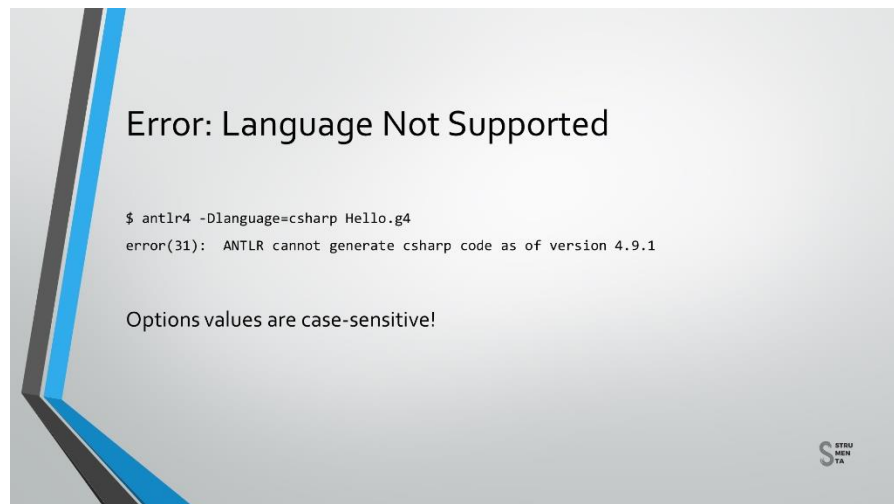 Error: Language Not Supported
$ antlr4 -Dlanguage=csharp Hello.g4
error(31):  ANTLR cannot generate csharp code as of version 4.9.1
Options values are case-sensitive!
STRU
MEN
TA